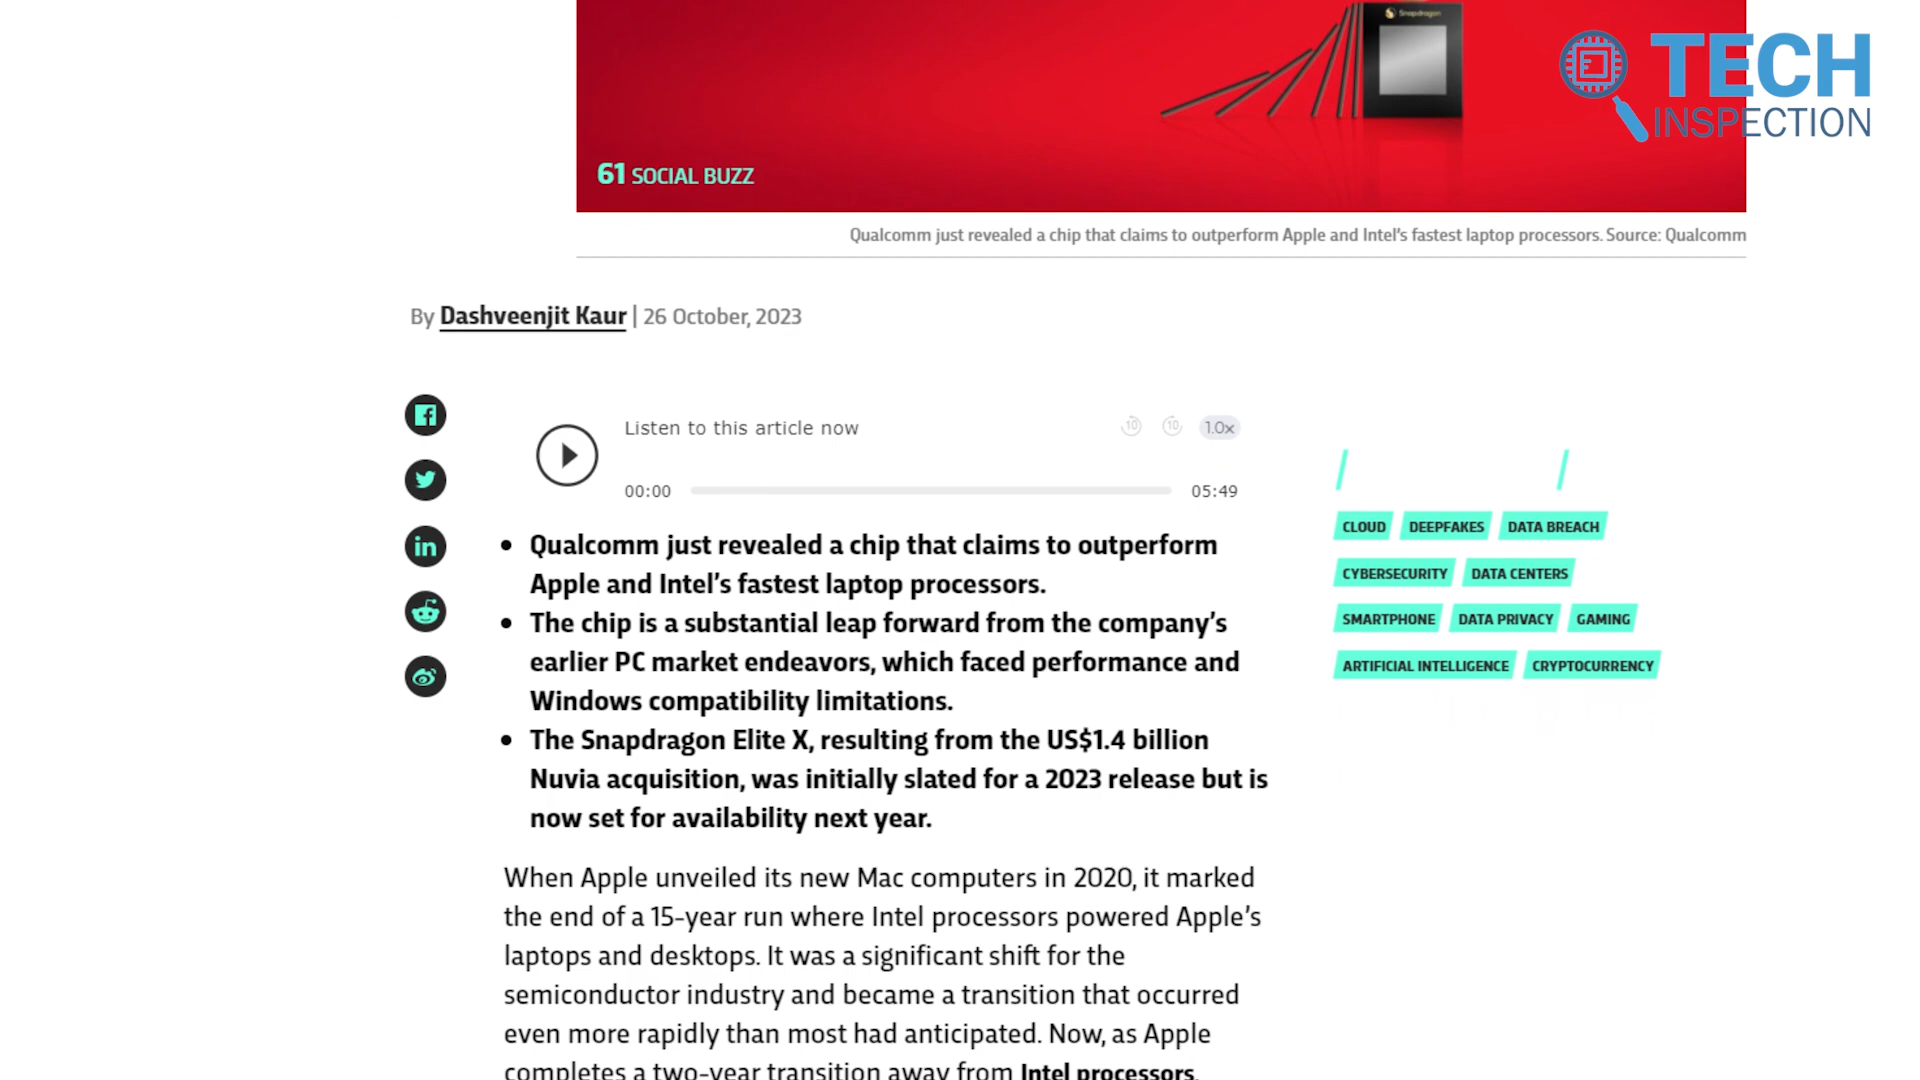 Snapdragon
TECH
INSPECTION
61 SOCIAL BUZZ
Qualcomm just revealed a chip that claims to outperform Apple and Intel’s fastest laptop processors. Source: Qualcomm
By Dashveenjit Kaur | 26 October, 2023
Listen to this article now
10 10 1.0x
00:00 05:49
• Qualcomm just revealed a chip that claims to outperform
Apple and Intel’s fastest laptop processors.
• The chip is a substantial leap forward from the company’s
earlier PC market endeavors, which faced performance and
Windows compatibility limitations.
• The Snapdragon Elite X, resulting from the US$1.4 billion
Nuvia acquisition, was initially slated for a 2023 release but is
now set for availability next year.
When Apple unveiled its new Mac computers in 2020, it marked
the end of a 15-year run where Intel processors powered Apple’s
laptops and desktops. It was a significant shift for the
semiconductor industry and became a transition that occurred
even more rapidly than most had anticipated. Now, as Apple
completes a two-year transition away from Intel processors,
CLOUD DEEPFAKES DATA BREACH
CYBERSECURITY DATA CENTERS
SMARTPHONE DATA PRIVACY GAMING
ARTIFICIAL INTELLIGENCE CRYPTOCURRENCY